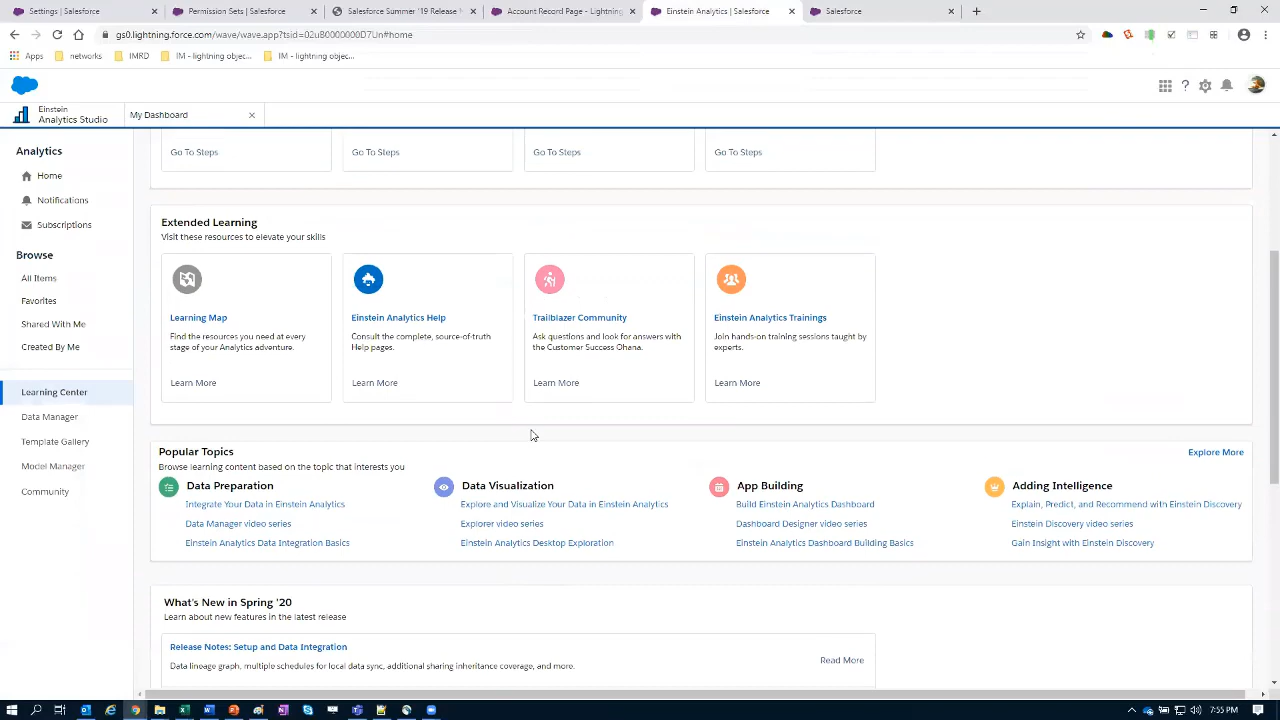 Settings | Salesforce
Permission Sets | Salesforce
Salesforce Summer '19 Release
Account Record Page - Lightning
Einstein Analytics | Salesforce
Salesforce
gs0.lightning.force.com/wave/wave.app?tsid=02u80000000D7Un#home
Apps
networks
IMRD
IM - lightning objec...
IM - lightning objec...
Einstein
Analytics Studio
My Dashboard
Analytics
Home
Notifications
Subscriptions
Browse
All Items
Favorites
Shared With Me
Created By Me
Learning Center
Data Manager
Template Gallery
Model Manager
Community
Go To Steps
Go To Steps
Go To Steps
Go To Steps
Extended Learning
Visit these resources to elevate your skills
Learning Map
Find the resources you need at every
stage of your Analytics adventure.
Learn More
Einstein Analytics Help
Consult the complete, source-of-truth
Help pages.
Learn More
Trailblazer Community
Ask questions and look for answers with
the Customer Success Ohana.
Learn More
Einstein Analytics Trainings
Join hands-on training sessions taught by
experts.
Learn More
Popular Topics
Explore More
Browse learning content based on the topic that interests you
Data Preparation
Integrate Your Data in Einstein Analytics
Data Manager video series
Einstein Analytics Data Integration Basics
Data Visualization
Explore and Visualize Your Data in Einstein Analytics
Explorer video series
Einstein Analytics Desktop Exploration
App Building
Build Einstein Analytics Dashboard
Dashboard Designer video series
Einstein Analytics Dashboard Building Basics
Adding Intelligence
Explain, Predict, and Recommend with Einstein Discovery
Einstein Discovery video series
Gain Insight with Einstein Discovery
What's New in Spring '20
Learn about new features in the latest release
Release Notes: Setup and Data Integration
Data lineage graph, multiple schedules for local data sync, additional sharing inheritance coverage, and more.
Read More
7:55 PM